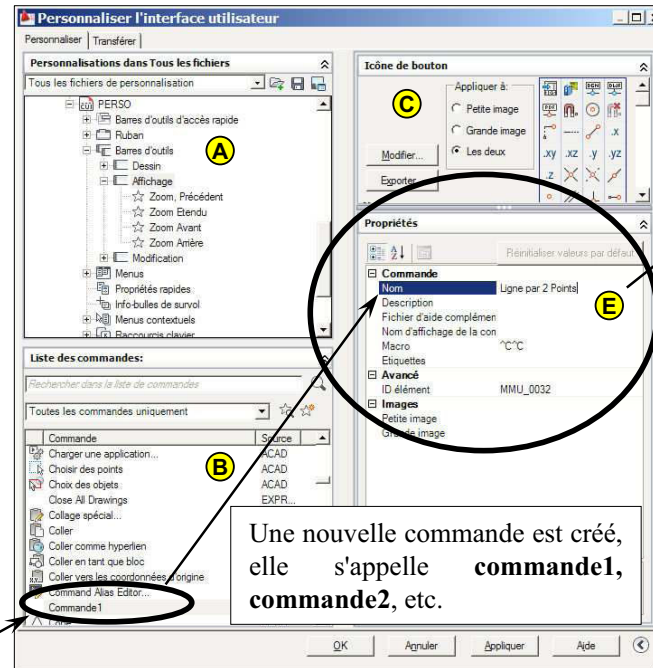 Personnaliser l'interface utilisateur
Personnaliser Transférer
Personnalisations dans Tous les fichiers
Tous les fichiers de personnalisation
PERSO
Barres d'outils d'accès rapide
Ruban
Barres d'outils
A
Dessin
Affichage
Zoom, Précédent
Zoom Etendu
Zoom Avant
Zoom Arrière
Modification
Menus
Propriétés rapides
Info-bulles de survol
Menus contextuels
Raccourcis clavier
Liste des commandes:
Rechercher dans la liste de commandes
Toutes les commandes uniquement
Commande Source
Charger une application... ACAD
B
Choisir des points ACAD
Choix des objets ACAD
Close All Drawings EXPR...
Collage spécial...
Coller
Coller comme hyperlien
Coller en tant que bloc
Coller vers les coordonnées d'origine
Command Alias Editor...
Commande1
Icône de bouton
C
Appliquer à:
Petite image
Grande image
Les deux
Modifier...
Exporter...
.x
.xy .xz .y .yz
.z
Propriétés
Réinitialiser valeurs par défaut
Commande
Nom Ligne par 2 Points
E
Description
Fichier d'aide complémen
Nom d'affichage de la con
Macro ^C^C
Etiquettes
Avancé
ID élément MMU_0032
Images
Petite image
Grande image
Une nouvelle commande est créé,
elle s'appelle commande1,
commande2, etc.
OK Annuler Appliquer Aide